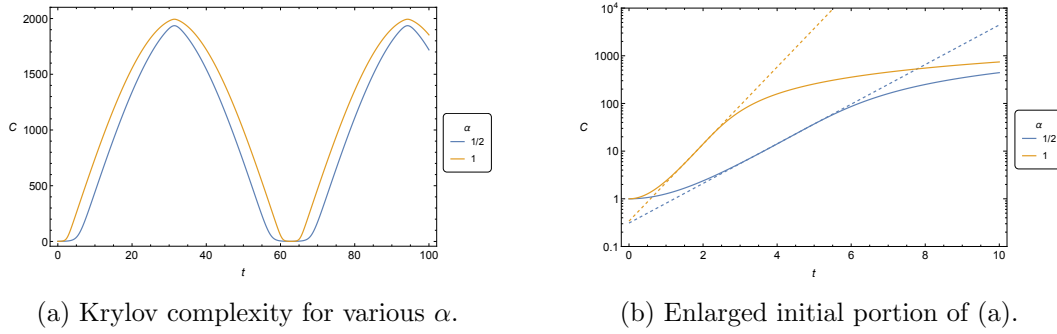 2000
1500
1000
500
0
C
0 20 40 60 80 100
t
α
1/2
1
10⁴
1000
100
10
1
0.1
C
0 2 4 6 8 10
t
α
1/2
1
(a) Krylov complexity for various α.
(b) Enlarged initial portion of (a).